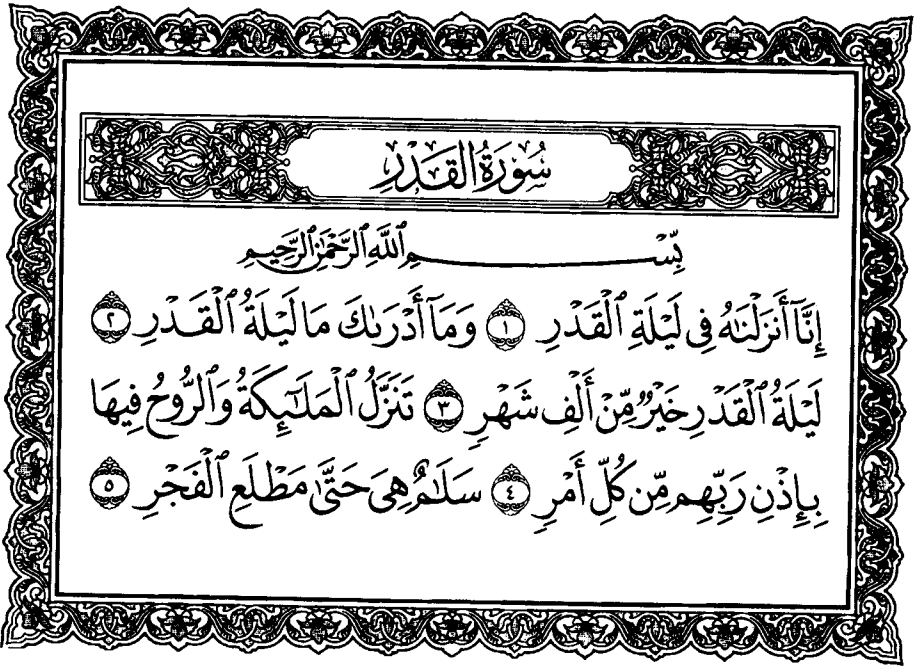 سُورَةُ الْقَدْرِ
بِّسْمِ ٱللَّهِ ٱلرَّحْمَٰنِ ٱلرَّحِيمِ
إِنَّآ أَنزَلْنَٰهُ فِى لَيْلَةِ ٱلْقَدْرِ ١ وَمَآ أَدْرَىٰكَ مَا لَيْلَةُ ٱلْقَدْرِ ٢
لَيْلَةُ ٱلْقَدْرِ خَيْرٌ مِّنْ أَلْفِ شَهْرٍ ٣ تَنَزَّلُ ٱلْمَلَٰٓئِكَةُ وَٱلرُّوحُ فِيهَا
بِإِذْنِ رَبِّهِم مِّن كُلِّ أَمْرٍ ٤ سَلَٰمٌ هِىَ حَتَّىٰ مَطْلَعِ ٱلْفَجْرِ ٥